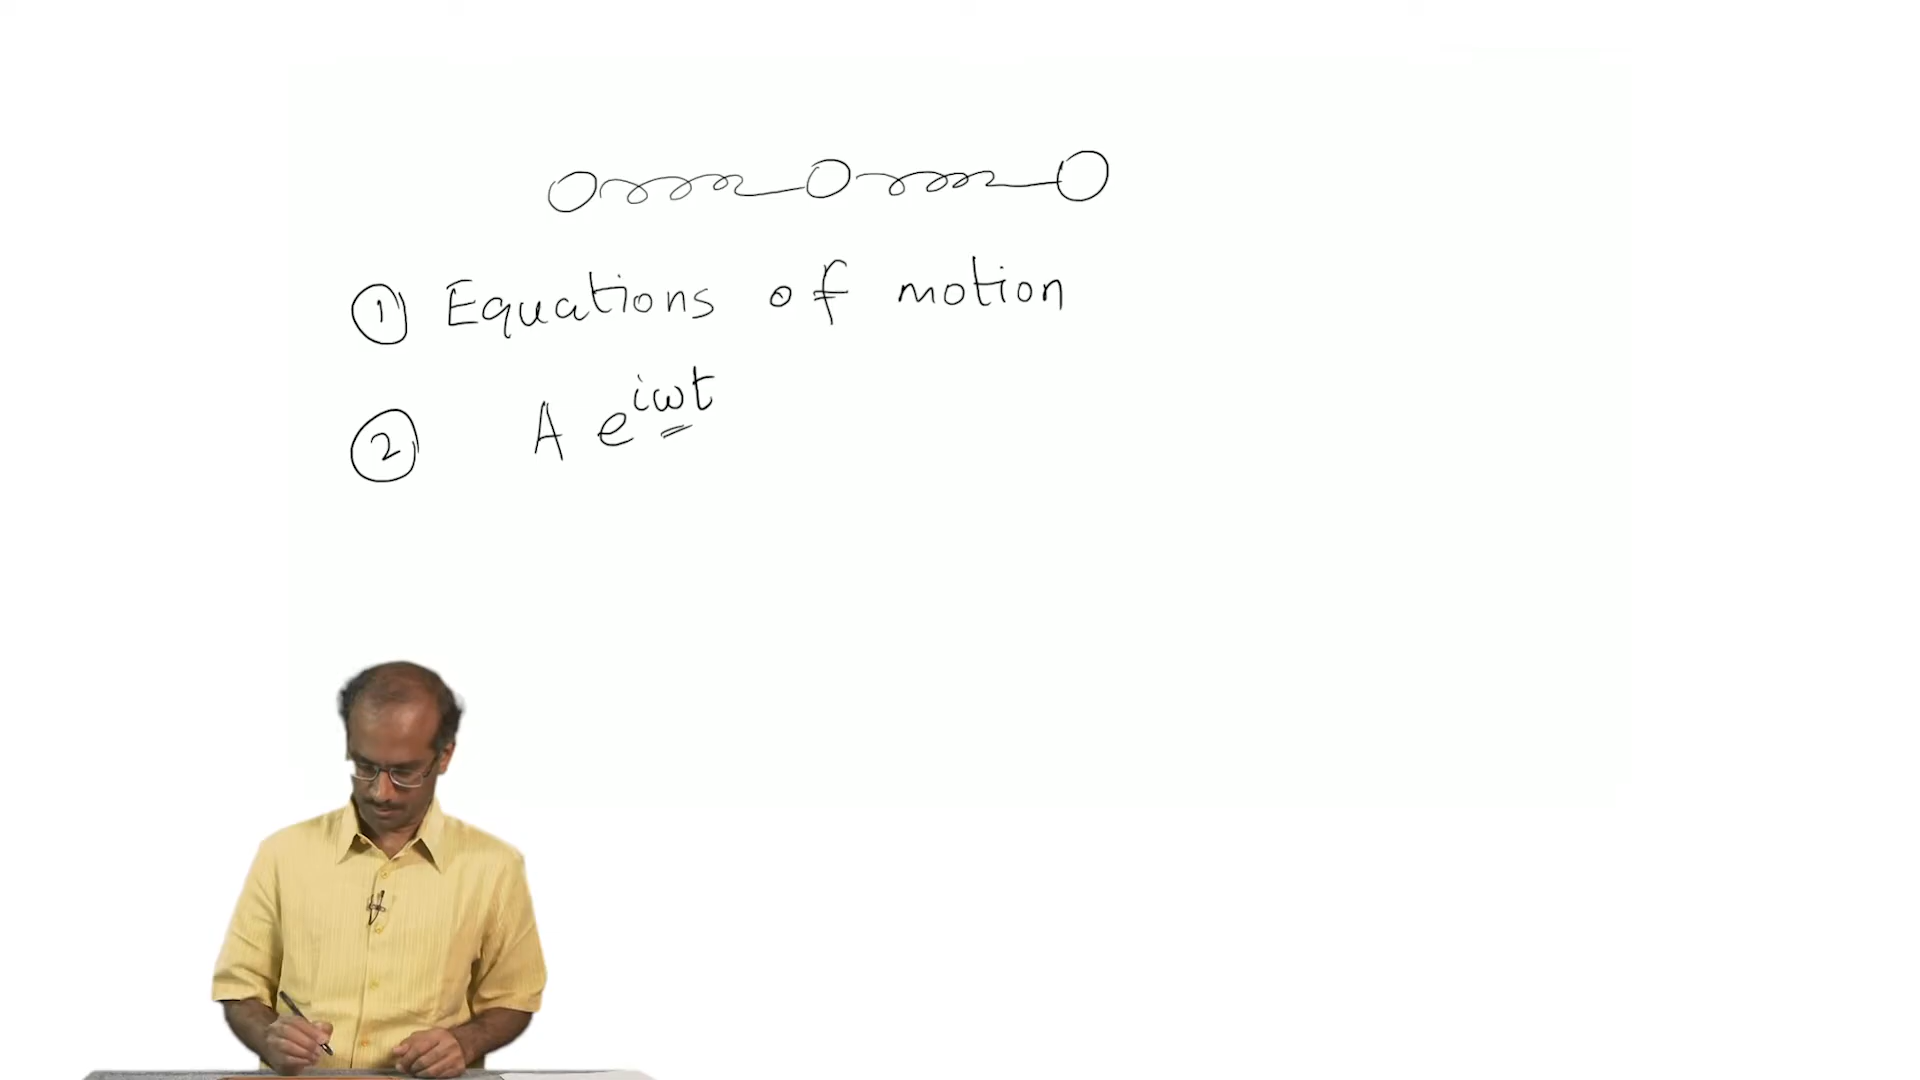 ① Equations of motion
② A e^{iωt}